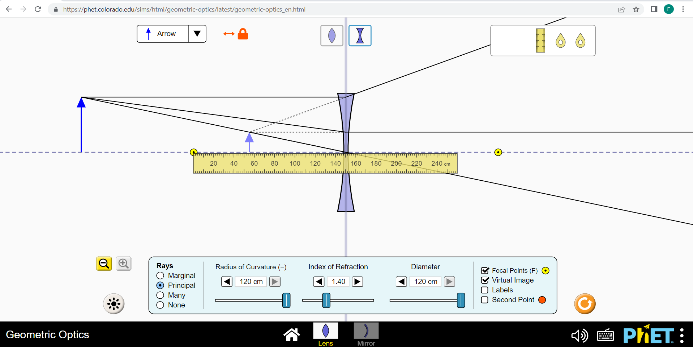 https://phet.colorado.edu/sims/html/geometric-optics/latest/geometric-optics_en.html
Arrow
20 40 60 80 100 120 140 160 180 200 220 240 cm
Rays
Marginal
Principal
Many
None
Radius of Curvature (−)
120 cm
Index of Refraction
1.40
Diameter
120 cm
Focal Points (F)
Virtual Image
Labels
Second Point
Geometric Optics
Lens
Mirror
PhET
C